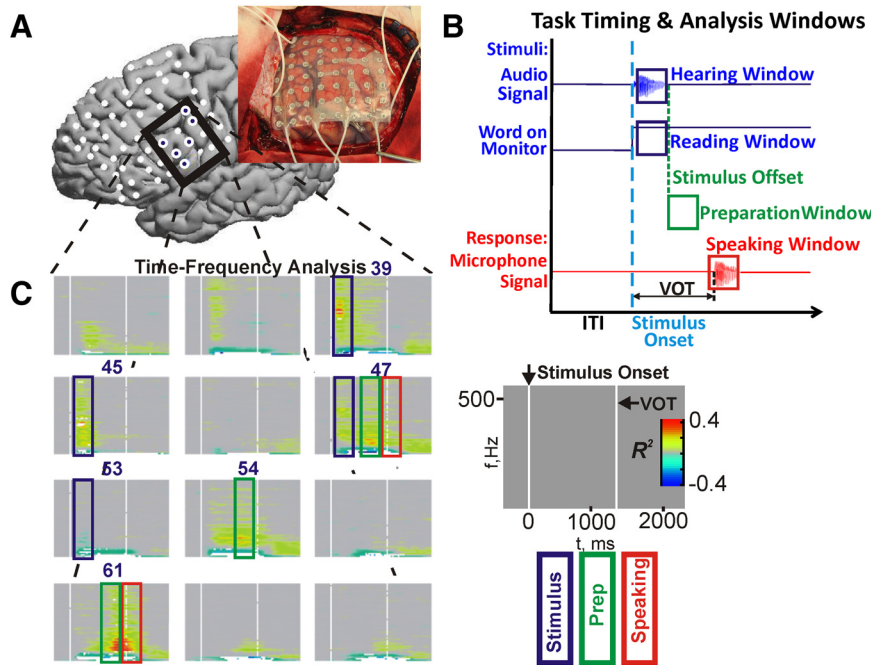 A
B
Task Timing & Analysis Windows
Stimuli:
Audio
Signal
Hearing Window
Word on
Monitor
Reading Window
Stimulus Offset
PreparationWindow
Response:
Microphone
Signal
Speaking Window
VOT
ITI
Stimulus
Onset
C
Time-Frequency Analysis
39
45
47
53
54
61
Stimulus Onset
500
VOT
f,Hz
R²
0.4
-0.4
0
1000
2000
t, ms
Stimulus
Prep
Speaking